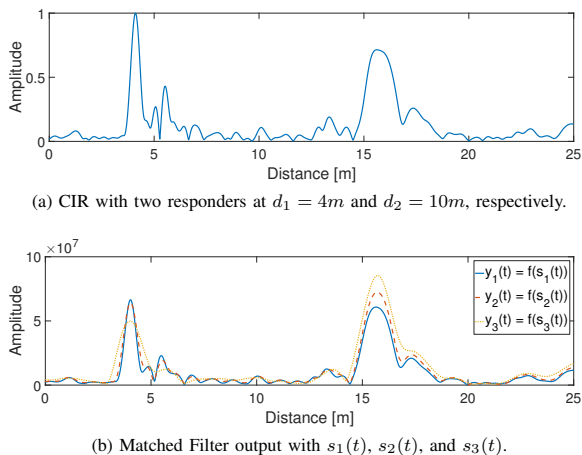 1
0.5
0
Amplitude
0 5 10 15 20 25
Distance [m]
(a) CIR with two responders at d₁ = 4m and d₂ = 10m, respectively.
×10⁷
10
5
0
Amplitude
y₁(t) = f(s₁(t))
y₂(t) = f(s₂(t))
y₃(t) = f(s₃(t))
0 5 10 15 20 25
Distance [m]
(b) Matched Filter output with s₁(t), s₂(t), and s₃(t).